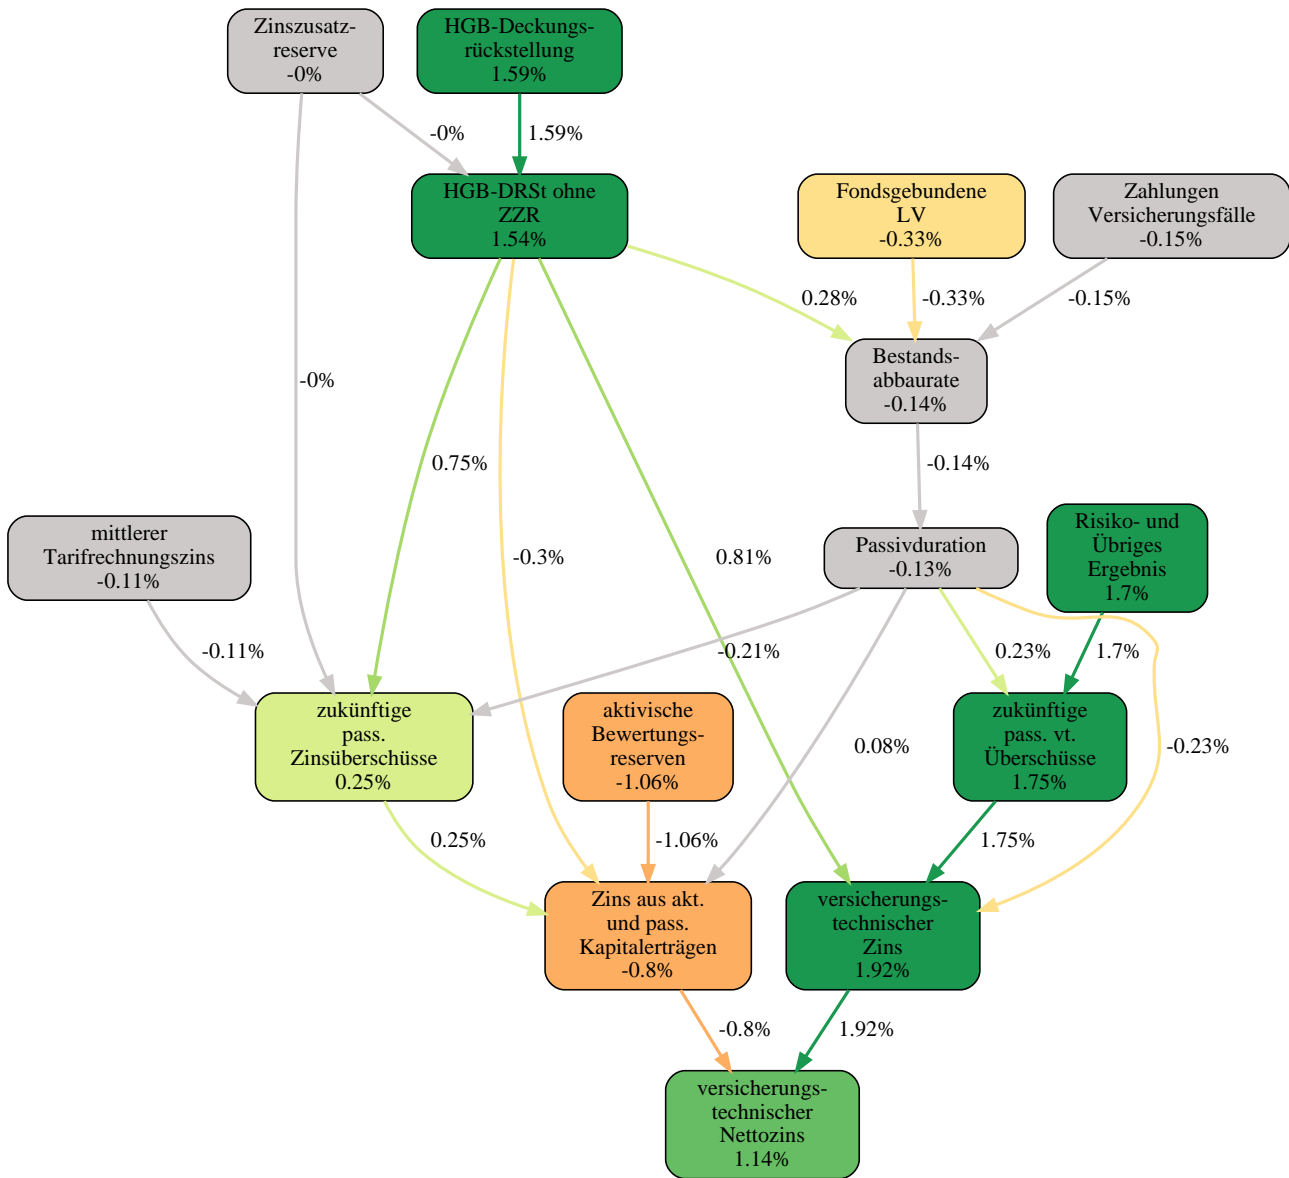 Zinszusatz-
reserve
-0%
HGB-Deckungs-
rückstellung
1.59%
-0%
1.59%
HGB-DRSt ohne
ZZR
1.54%
Fondsgebundene
LV
-0.33%
Zahlungen
Versicherungsfälle
-0.15%
0.28%
-0.33%
-0.15%
-0%
Bestands-
abbaurate
-0.14%
0.75%
-0.14%
mittlerer
Tarifrechnungszins
-0.11%
-0.3%
0.81%
Passivduration
-0.13%
Risiko- und
Übriges
Ergebnis
1.7%
-0.11%
-0.21%
0.23%
1.7%
zukünftige
pass.
Zinsüberschüsse
0.25%
aktivische
Bewertungs-
reserven
-1.06%
0.08%
zukünftige
pass. vt.
Überschüsse
1.75%
-0.23%
0.25%
-1.06%
1.75%
Zins aus akt.
und pass.
Kapitalerträgen
-0.8%
versicherungs-
technischer
Zins
1.92%
-0.8%
1.92%
versicherungs-
technischer
Nettozins
1.14%